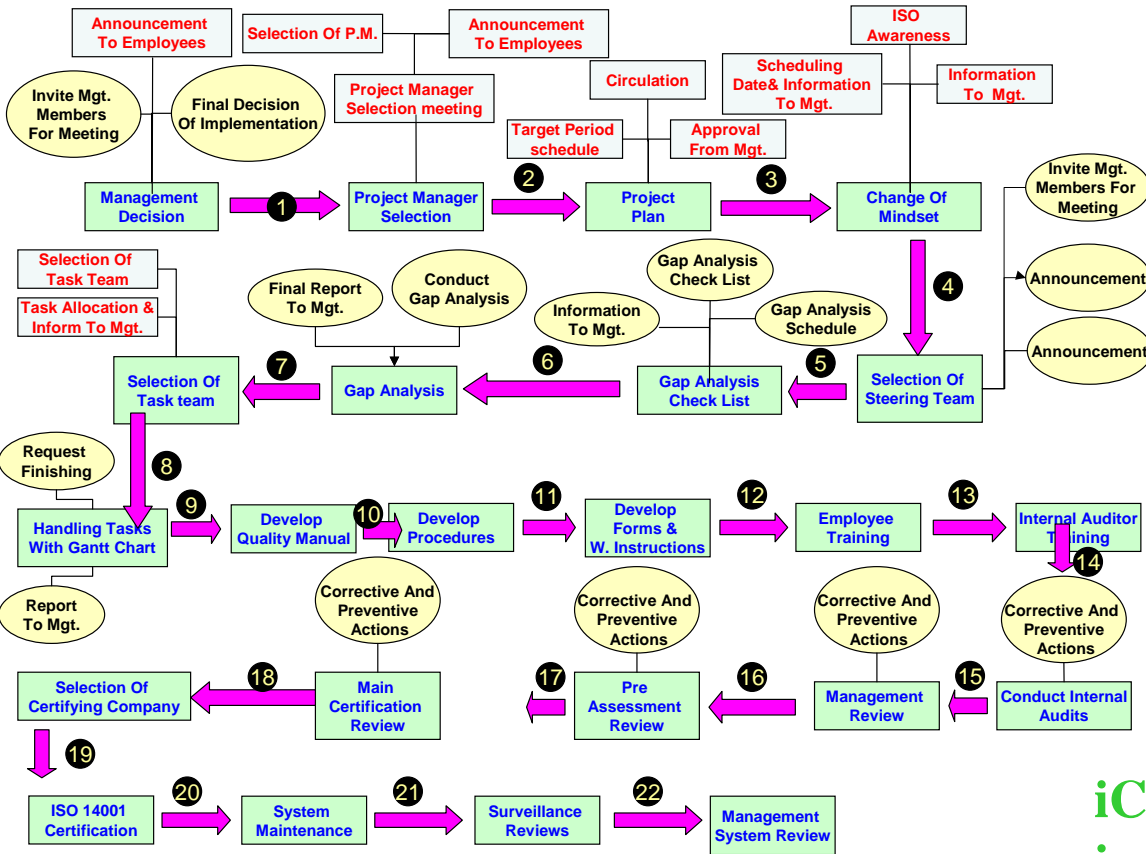 Announcement
To Employees
Selection Of P.M.
Announcement
To Employees
ISO
Awareness
Invite Mgt.
Members
For Meeting
Final Decision
Of Implementation
Project Manager
Selection meeting
Circulation
Scheduling
Date& Information
To Mgt.
Information
To Mgt.
Target Period
schedule
Approval
From Mgt.
Management
Decision
1
Project Manager
Selection
2
Project
Plan
3
Change Of
Mindset
Invite Mgt.
Members For
Meeting
Announcement
Announcement
4
Selection Of
Task Team
Task Allocation &
Inform To Mgt.
Final Report
To Mgt.
Conduct
Gap Analysis
Gap Analysis
Check List
Information
To Mgt.
Gap Analysis
Schedule
Selection Of
Steering Team
5
Gap Analysis
Check List
6
Gap Analysis
7
Selection Of
Task team
8
Request
Finishing
Handling Tasks
With Gantt Chart
Report
To Mgt.
9
Develop
Quality Manual
10
Develop
Procedures
11
Develop
Forms &
W. Instructions
12
Employee
Training
13
Internal Auditor
Training
14
Corrective And
Preventive
Actions
Corrective And
Preventive
Actions
Corrective And
Preventive
Actions
Corrective And
Preventive
Actions
Conduct Internal
Audits
15
Management
Review
16
Pre
Assessment
Review
17
Main
Certification
Review
18
Selection Of
Certifying Company
19
ISO 14001
Certification
20
System
Maintenance
21
Surveillance
Reviews
22
Management
System Review
iC